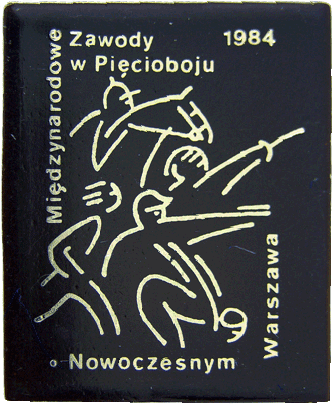 Międzynarodowe
Zawody
w Pięcioboju
Nowoczesnym
1984
Warszawa